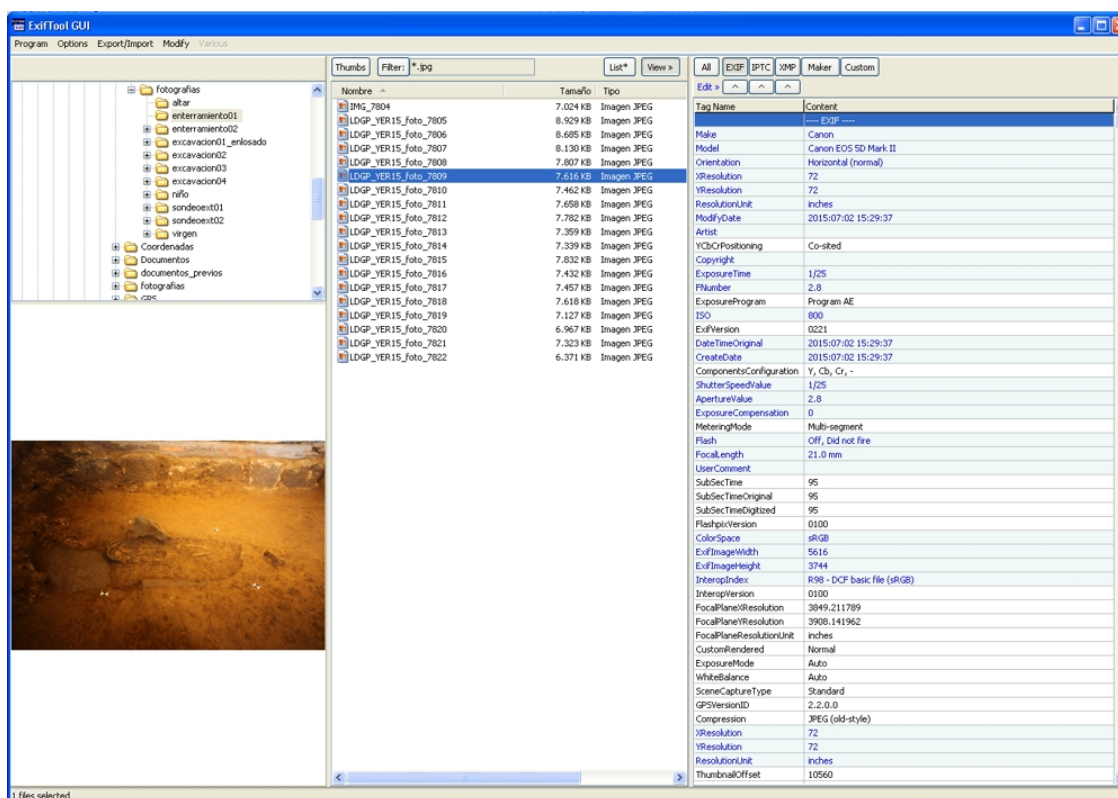 ExifTool GUI
Program Options Export/Import Modify Various
fotografias
altar
enterramiento01
enterramiento02
excavacion01_enlosado
excavacion02
excavacion03
excavacion04
niño
sondeoext01
sondeoext02
virgen
Coordenadas
Documentos
documentos_previos
fotografias
GPS
Thumbs Filter: *.jpg List* View »
Nombre Tamaño Tipo
IMG_7804 7.024 KB Imagen JPEG
LDGP_YER15_foto_7805 8.929 KB Imagen JPEG
LDGP_YER15_foto_7806 8.685 KB Imagen JPEG
LDGP_YER15_foto_7807 8.130 KB Imagen JPEG
LDGP_YER15_foto_7808 7.807 KB Imagen JPEG
LDGP_YER15_foto_7809 7.616 KB Imagen JPEG
LDGP_YER15_foto_7810 7.462 KB Imagen JPEG
LDGP_YER15_foto_7811 7.658 KB Imagen JPEG
LDGP_YER15_foto_7812 7.782 KB Imagen JPEG
LDGP_YER15_foto_7813 7.359 KB Imagen JPEG
LDGP_YER15_foto_7814 7.339 KB Imagen JPEG
LDGP_YER15_foto_7815 7.832 KB Imagen JPEG
LDGP_YER15_foto_7816 7.432 KB Imagen JPEG
LDGP_YER15_foto_7817 7.457 KB Imagen JPEG
LDGP_YER15_foto_7818 7.618 KB Imagen JPEG
LDGP_YER15_foto_7819 7.127 KB Imagen JPEG
LDGP_YER15_foto_7820 6.967 KB Imagen JPEG
LDGP_YER15_foto_7821 7.323 KB Imagen JPEG
LDGP_YER15_foto_7822 6.371 KB Imagen JPEG
All EXIF IPTC XMP Maker Custom
Edit » ^ ^ ^
Tag Name Content
---- EXIF ----
Make Canon
Model Canon EOS 5D Mark II
Orientation Horizontal (normal)
XResolution 72
YResolution 72
ResolutionUnit inches
ModifyDate 2015:07:02 15:29:37
Artist
YCbCrPositioning Co-sited
Copyright
ExposureTime 1/25
FNumber 2.8
ExposureProgram Program AE
ISO 800
ExifVersion 0221
DateTimeOriginal 2015:07:02 15:29:37
CreateDate 2015:07:02 15:29:37
ComponentsConfiguration Y, Cb, Cr, -
ShutterSpeedValue 1/25
ApertureValue 2.8
ExposureCompensation 0
MeteringMode Multi-segment
Flash Off, Did not fire
FocalLength 21.0 mm
UserComment
SubSecTime 95
SubSecTimeOriginal 95
SubSecTimeDigitized 95
FlashpixVersion 0100
ColorSpace sRGB
ExifImageWidth 5616
ExifImageHeight 3744
InteropIndex R98 - DCF basic file (sRGB)
InteropVersion 0100
FocalPlaneXResolution 3849.211789
FocalPlaneYResolution 3908.141962
FocalPlaneResolutionUnit inches
CustomRendered Normal
ExposureMode Auto
WhiteBalance Auto
SceneCaptureType Standard
GPSVersionID 2.2.0.0
Compression JPEG (old-style)
XResolution 72
YResolution 72
ResolutionUnit inches
ThumbnailOffset 10560
1 files selected